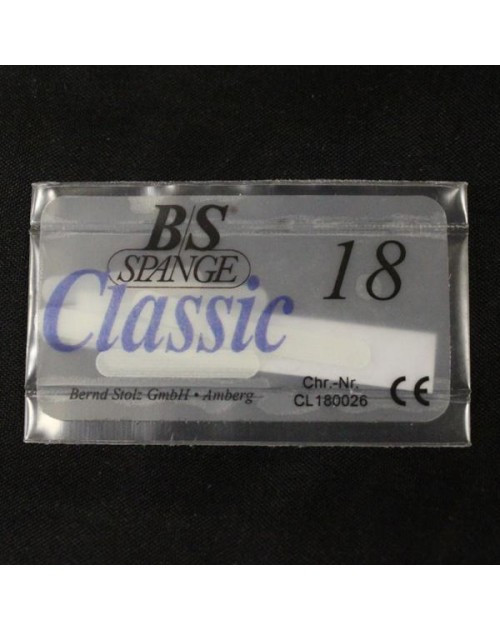 B/S®
SPANGE
Classic
18
Bernd Stolz GmbH • Amberg
Chr.-Nr.
CL180026
CE